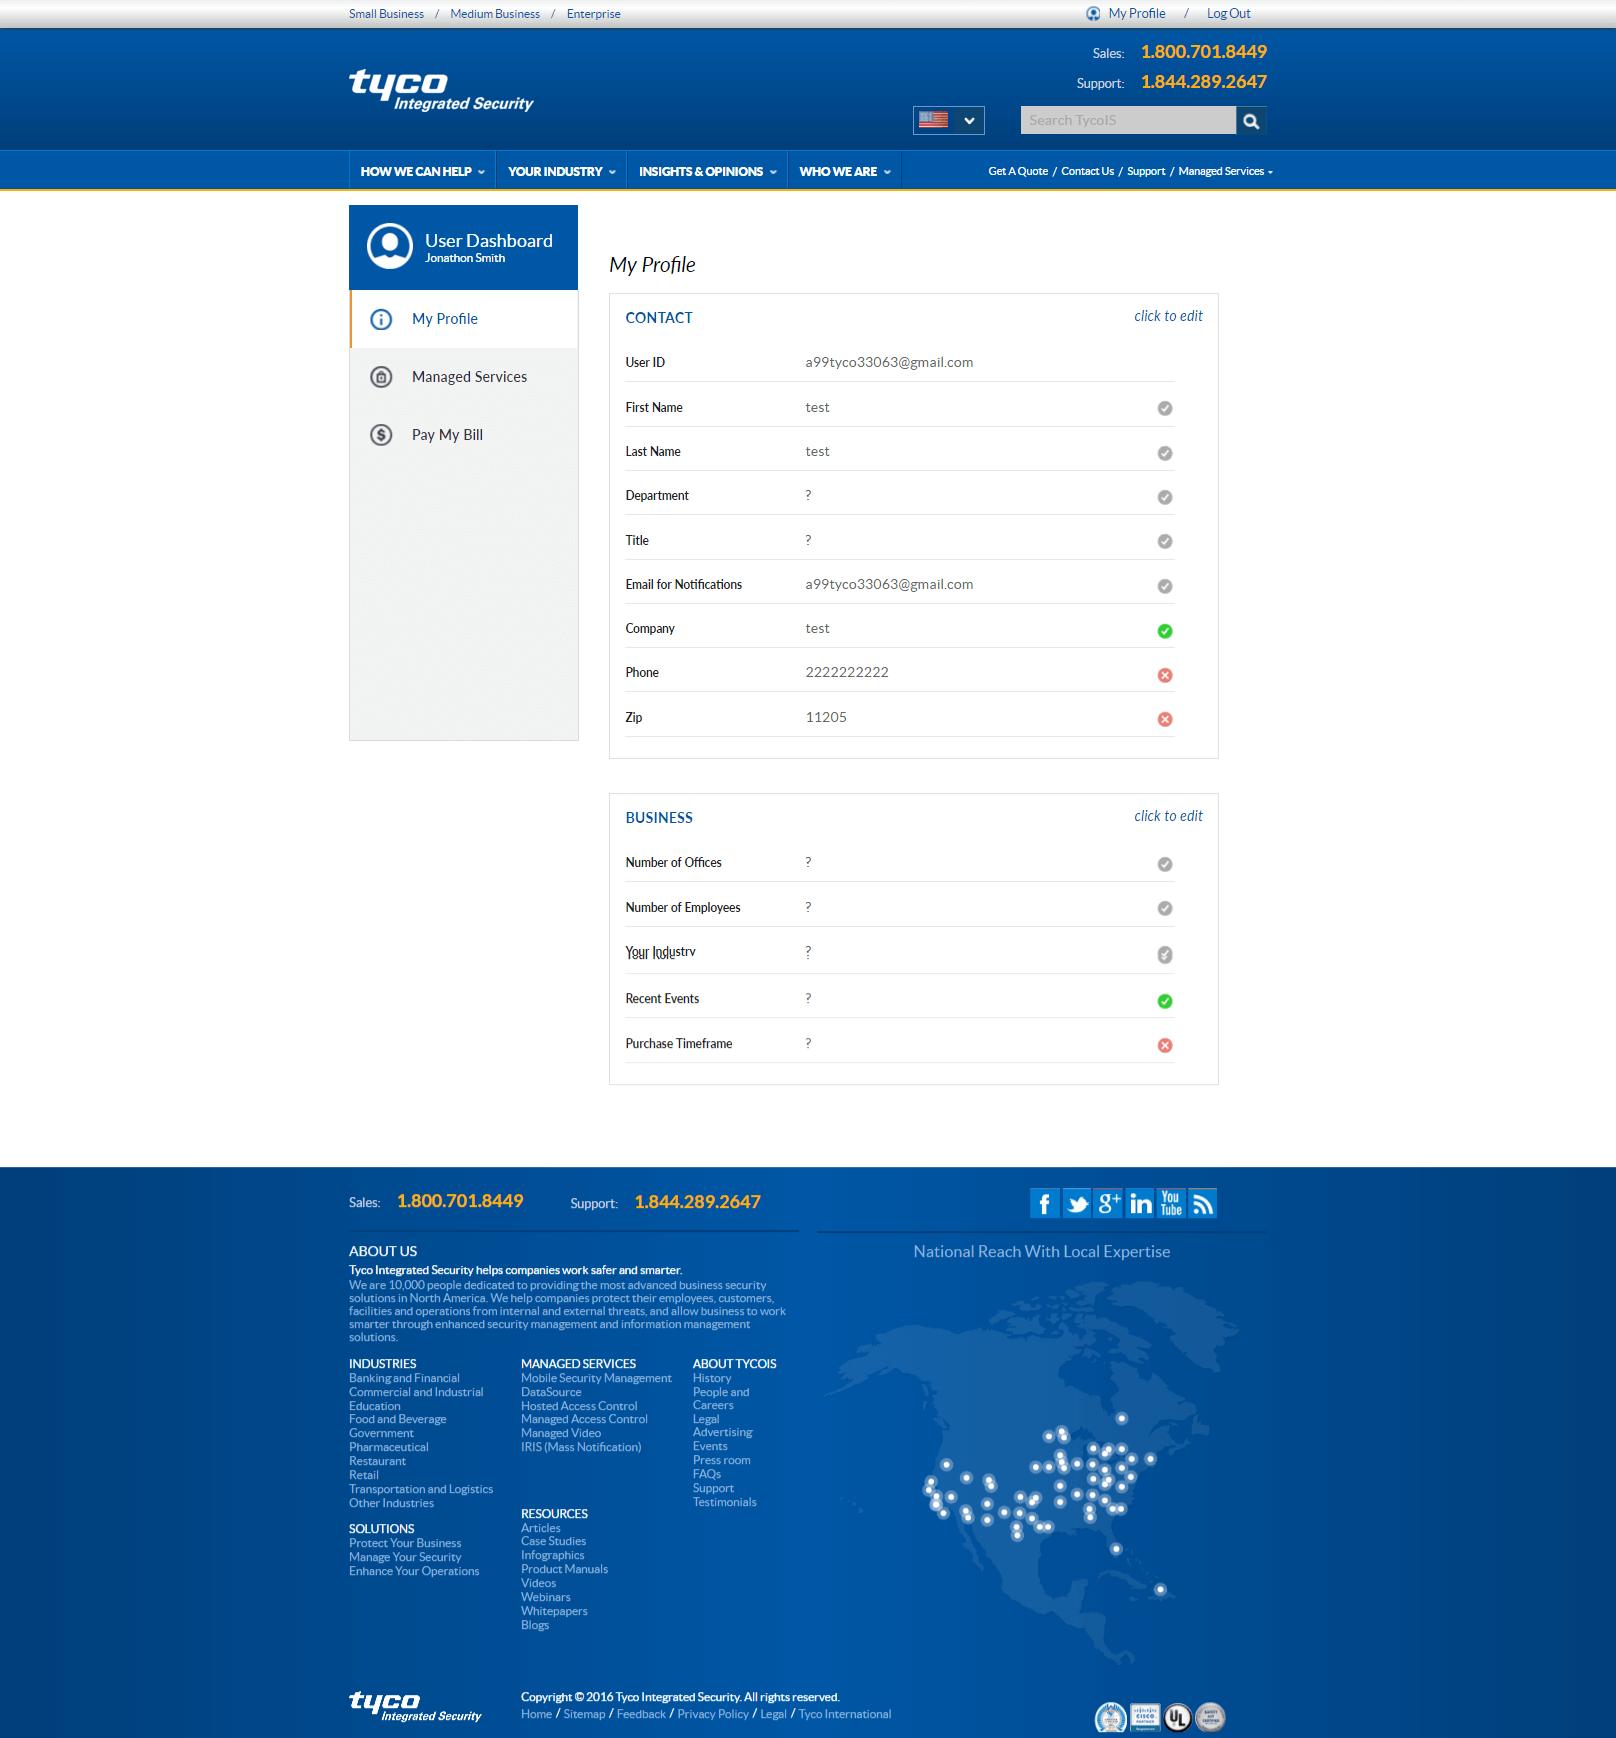 Small Business / Medium Business / Enterprise
My Profile / Log Out
Sales: 1.800.701.8449
Support: 1.844.289.2647
tyco
Integrated Security
Search TycoIS
HOW WE CAN HELP YOUR INDUSTRY INSIGHTS & OPINIONS WHO WE ARE
Get A Quote / Contact Us / Support / Managed Services
User Dashboard
Jonathon Smith
My Profile
Managed Services
Pay My Bill
My Profile
CONTACT click to edit
User ID a99tyco33063@gmail.com
First Name test
Last Name test
Department ?
Title ?
Email for Notifications a99tyco33063@gmail.com
Company test
Phone 2222222222
Zip 11205
BUSINESS click to edit
Number of Offices ?
Number of Employees ?
Your Industry ?
Recent Events ?
Purchase Timeframe ?
Sales: 1.800.701.8449 Support: 1.844.289.2647
f g+ in You Tube
ABOUT US
Tyco Integrated Security helps companies work safer and smarter.
We are 10,000 people dedicated to providing the most advanced business security
solutions in North America. We help companies protect their employees, customers,
facilities and operations from internal and external threats, and allow business to work
smarter through enhanced security management and information management
solutions.
National Reach With Local Expertise
INDUSTRIES
Banking and Financial
Commercial and Industrial
Education
Food and Beverage
Government
Pharmaceutical
Restaurant
Retail
Transportation and Logistics
Other Industries
SOLUTIONS
Protect Your Business
Manage Your Security
Enhance Your Operations
MANAGED SERVICES
Mobile Security Management
DataSource
Hosted Access Control
Managed Access Control
Managed Video
IRIS (Mass Notification)
RESOURCES
Articles
Case Studies
Infographics
Product Manuals
Videos
Webinars
Whitepapers
Blogs
ABOUT TYCOIS
History
People and
Careers
Legal
Advertising
Events
Press room
FAQs
Support
Testimonials
tyco
Integrated Security
Copyright © 2016 Tyco Integrated Security. All rights reserved.
Home / Sitemap / Feedback / Privacy Policy / Legal / Tyco International
CISCO
UL